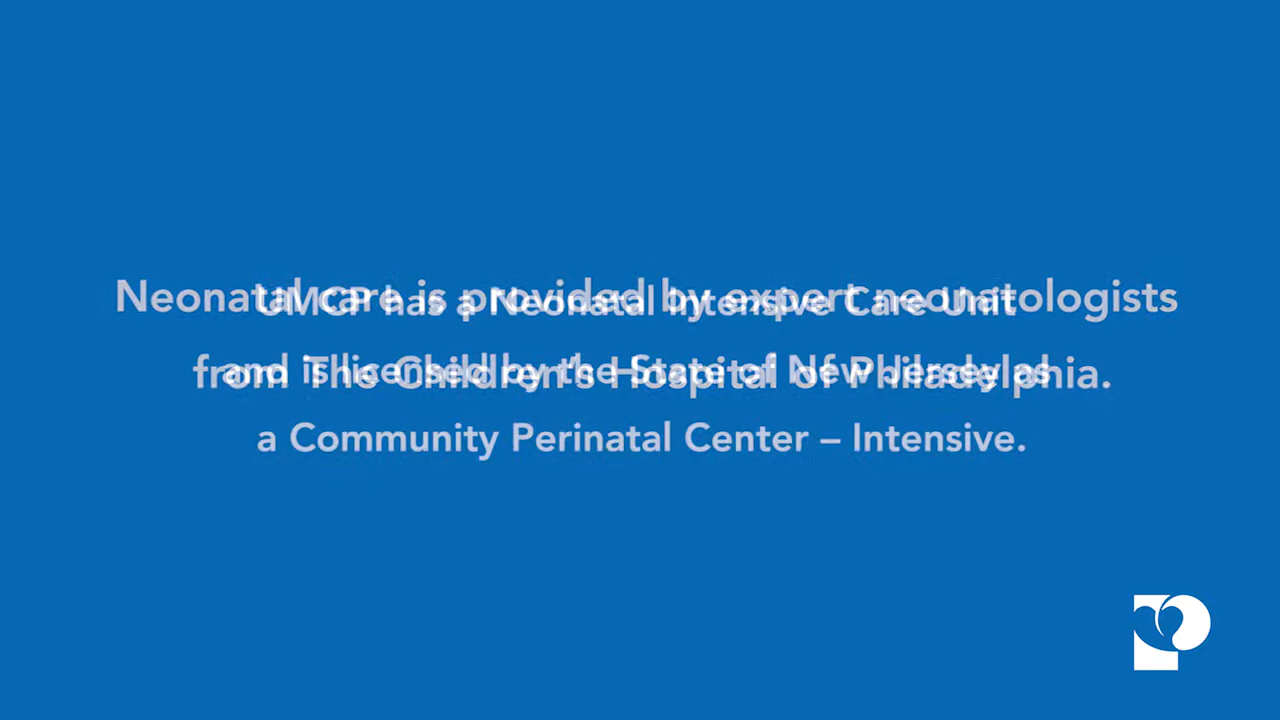 Neonatal care is provided by expert neonatologists
from The Children's Hospital of Philadelphia.
UMCP has a Neonatal Intensive Care Unit
and is licensed by the State of New Jersey as
a Community Perinatal Center – Intensive.